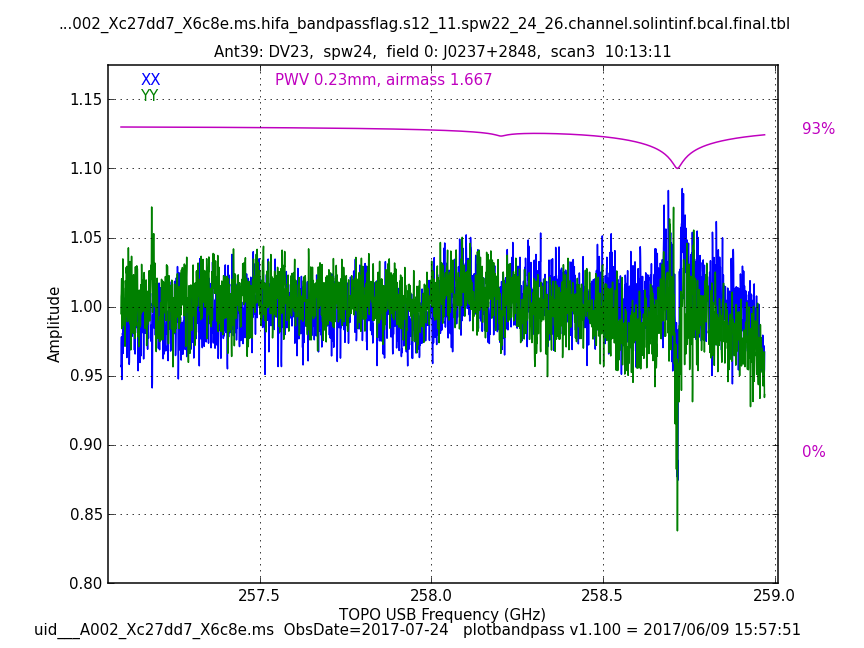 ...002_Xc27dd7_X6c8e.ms.hifa_bandpassflag.s12_11.spw22_24_26.channel.solintinf.bcal.final.tbl
Ant39: DV23,  spw24,  field 0: J0237+2848,  scan3  10:13:11
XX
PWV 0.23mm, airmass 1.667
YY
1.15
93%
1.10
1.05
1.00
Amplitude
0.95
0.90
0%
0.85
0.80
257.5
258.0
258.5
259.0
TOPO USB Frequency (GHz)
uid___A002_Xc27dd7_X6c8e.ms  ObsDate=2017-07-24   plotbandpass v1.100 = 2017/06/09 15:57:51